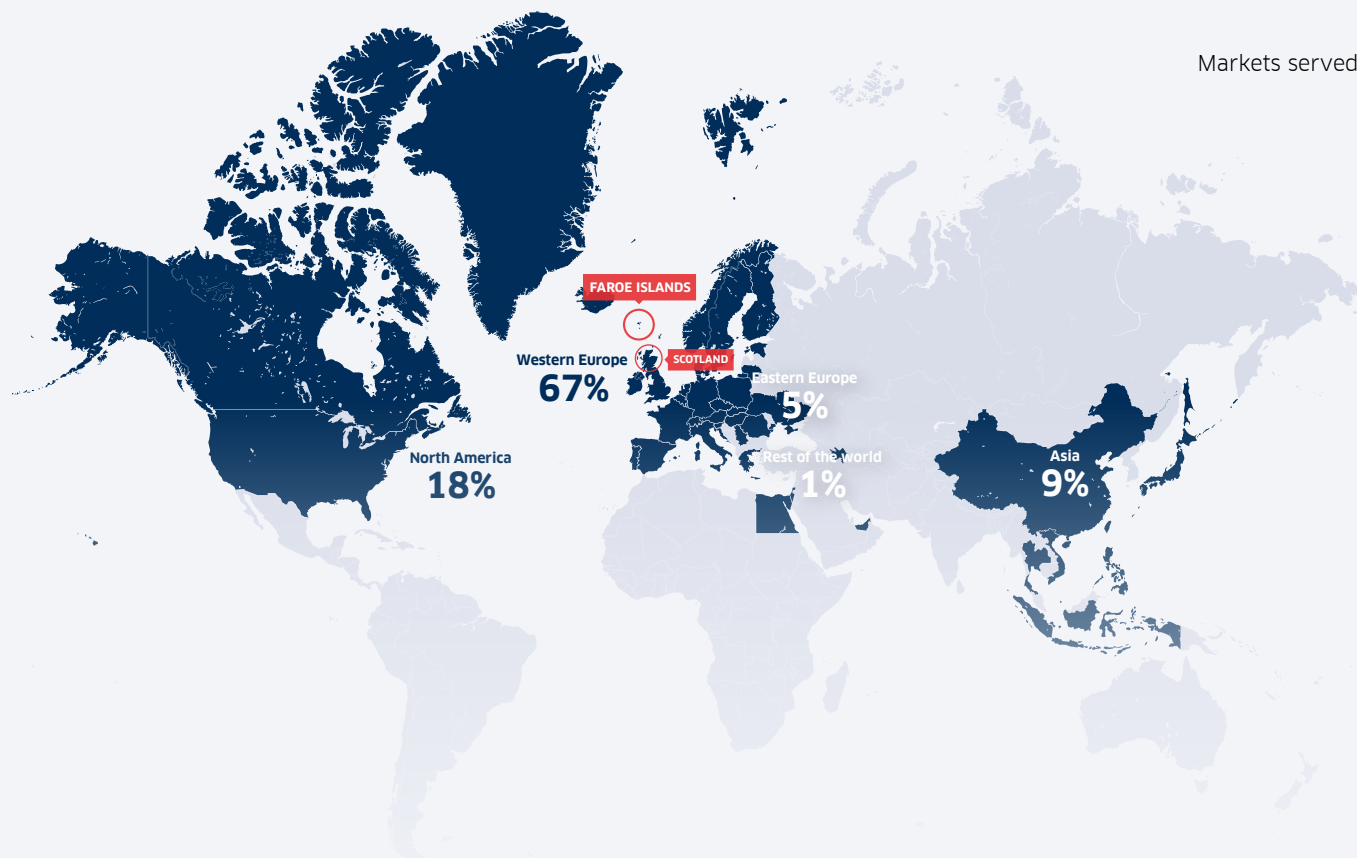 Markets served
FAROE ISLANDS
SCOTLAND
Western Europe
67%
Eastern Europe
5%
North America
18%
Rest of the world
1%
Asia
9%